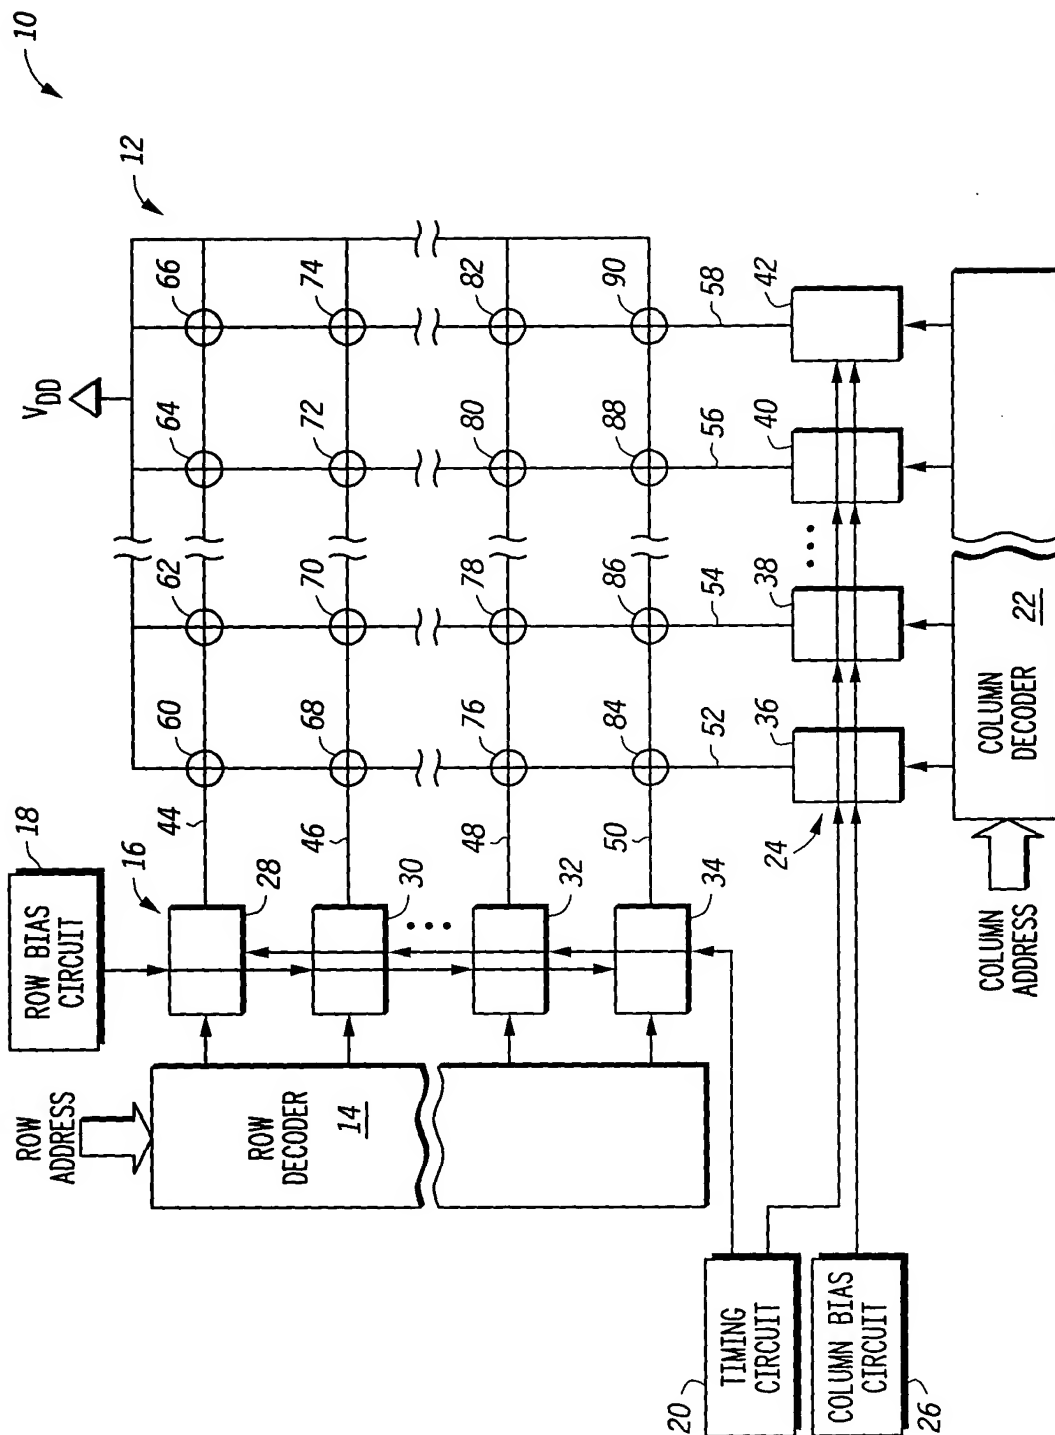 10
12
V_DD
66
74
82
90
58
42
64
72
80
88
56
40
62
70
78
86
54
38
60
68
76
84
52
36
18
ROW BIAS
CIRCUIT
16
44
46
48
50
28
30
32
34
24
ROW
ADDRESS
ROW
DECODER
14
COLUMN
DECODER
22
COLUMN
ADDRESS
TIMING
CIRCUIT
20
COLUMN BIAS
CIRCUIT
26